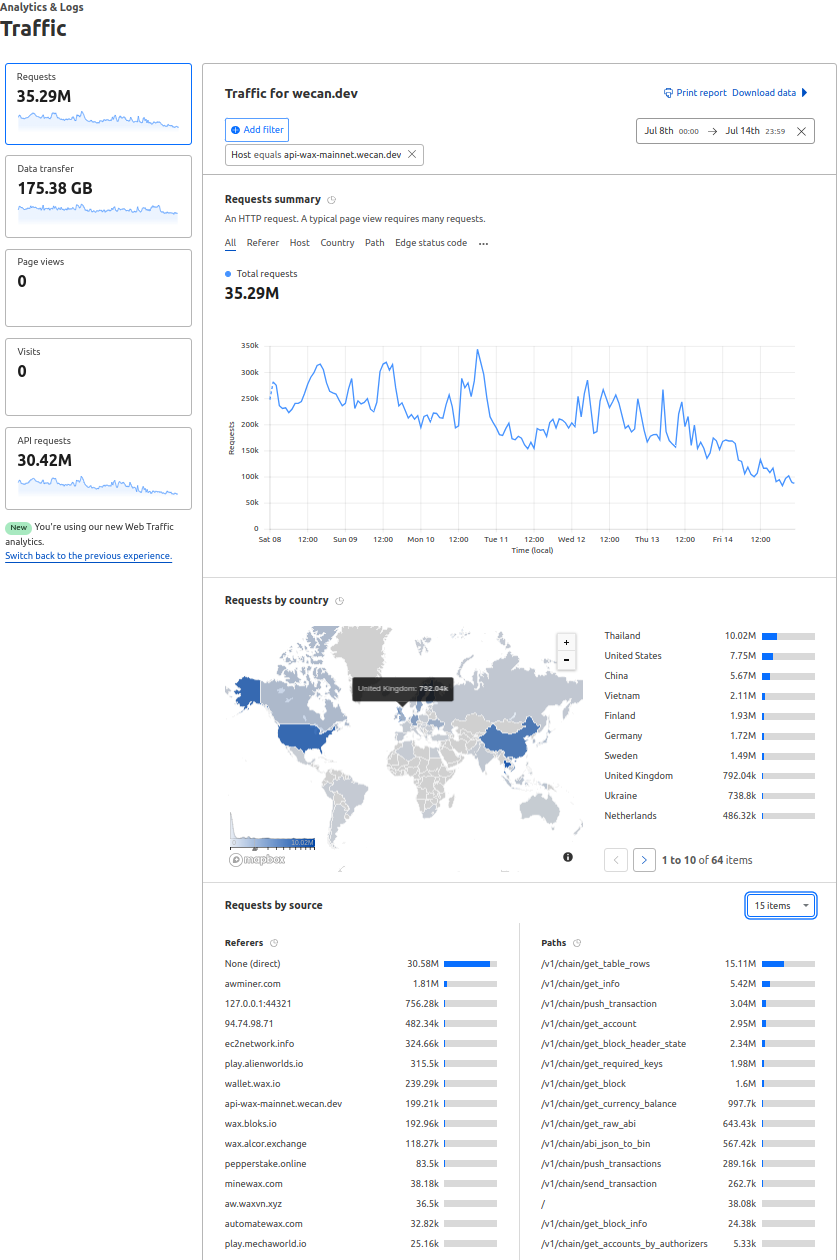 Analytics & Logs
Traffic
Requests
35.29M
Data transfer
175.38 GB
Page views
0
Visits
0
API requests
30.42M
New You're using our new Web Traffic
analytics.
Switch back to the previous experience.
Traffic for wecan.dev
Print report Download data
Add filter
Jul 8th 00:00 → Jul 14th 23:59
Host equals api-wax-mainnet.wecan.dev
Requests summary
An HTTP request. A typical page view requires many requests.
All Referer Host Country Path Edge status code ...
Total requests
35.29M
350k
300k
250k
200k
150k
100k
50k
0
Requests
Sat 08 12:00 Sun 09 12:00 Mon 10 12:00 Tue 11 12:00 Wed 12 12:00 Thu 13 12:00 Fri 14 12:00
Time (local)
Requests by country
+
-
United Kingdom: 792.04k
0 10.02M
mapbox
Thailand 10.02M
United States 7.75M
China 5.67M
Vietnam 2.11M
Finland 1.93M
Germany 1.72M
Sweden 1.49M
United Kingdom 792.04k
Ukraine 738.8k
Netherlands 486.32k
1 to 10 of 64 items
Requests by source
15 items
Referers
None (direct) 30.58M
awminer.com 1.81M
127.0.0.1:44321 756.28k
94.74.98.71 482.34k
ec2network.info 324.66k
play.alienworlds.io 315.5k
wallet.wax.io 239.29k
api-wax-mainnet.wecan.dev 199.21k
wax.bloks.io 192.96k
wax.alcor.exchange 118.27k
pepperstake.online 83.5k
minewax.com 38.18k
aw.waxvn.xyz 36.5k
automatewax.com 32.82k
play.mechaworld.io 25.16k
Paths
/v1/chain/get_table_rows 15.11M
/v1/chain/get_info 5.42M
/v1/chain/push_transaction 3.04M
/v1/chain/get_account 2.95M
/v1/chain/get_block_header_state 2.34M
/v1/chain/get_required_keys 1.98M
/v1/chain/get_block 1.6M
/v1/chain/get_currency_balance 997.7k
/v1/chain/get_raw_abi 643.43k
/v1/chain/abi_json_to_bin 567.42k
/v1/chain/push_transactions 289.16k
/v1/chain/send_transaction 262.7k
/ 38.08k
/v1/chain/get_block_info 24.38k
/v1/chain/get_accounts_by_authorizers 5.33k